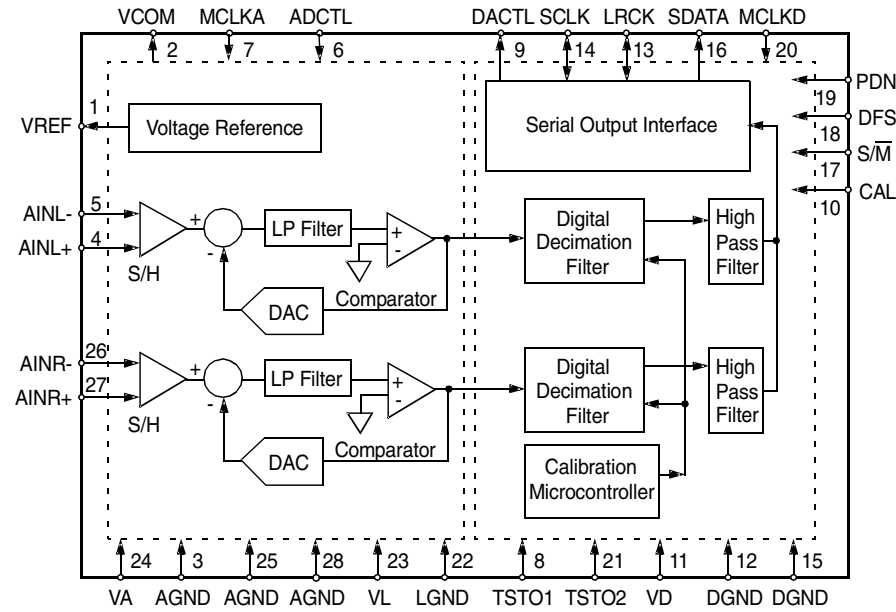 VCOM MCLKA ADCTL DACTL SCLK LRCK SDATA MCLKD
2 7 6 9 14 13 16 20
PDN
19
DFS
18
S/M̅
17
CAL
10
1
VREF
Voltage Reference
Serial Output Interface
5
AINL-
4
AINL+
S/H
+
-
LP Filter
+
-
Comparator
DAC
Digital
Decimation
Filter
High
Pass
Filter
26
AINR-
27
AINR+
S/H
+
-
LP Filter
+
-
Comparator
DAC
Digital
Decimation
Filter
High
Pass
Filter
Calibration
Microcontroller
24 3 25 28 23 22 8 21 11 12 15
VA AGND AGND AGND VL LGND TSTO1 TSTO2 VD DGND DGND